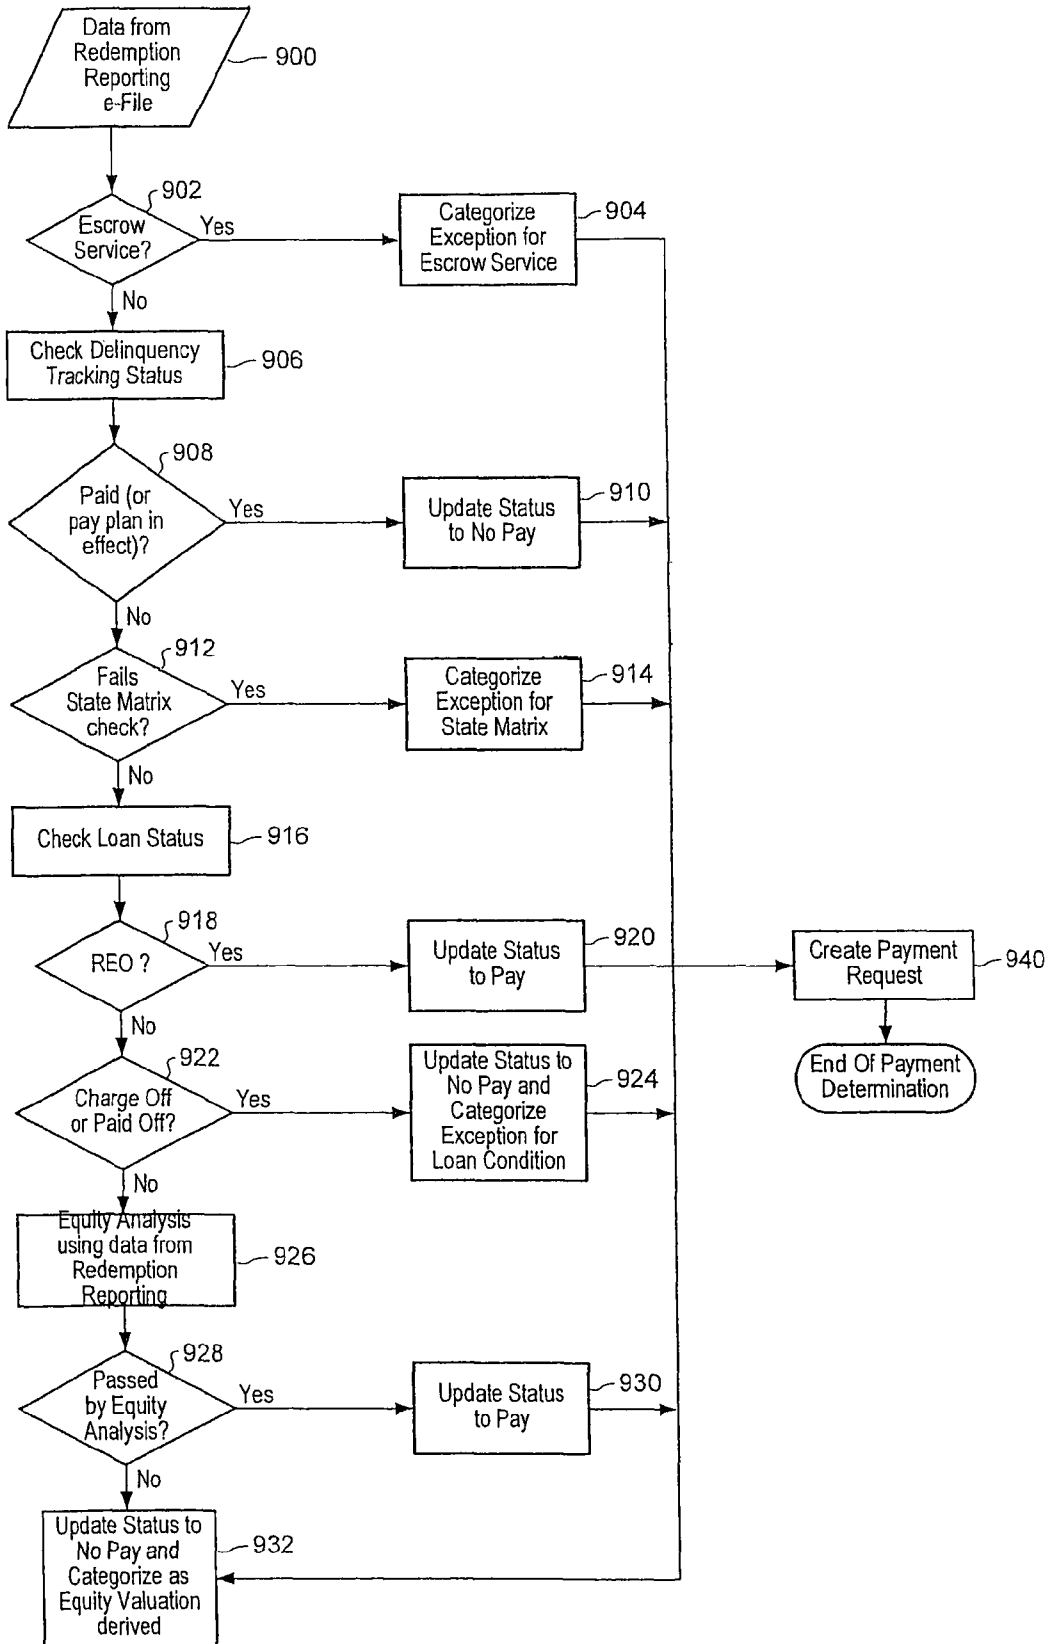 Data from
Redemption
Reporting
e-File
900
902
Escrow
Service?
Yes
Categorize
Exception for
Escrow Service
904
No
Check Delinquency
Tracking Status
906
908
Paid (or
pay plan in
effect)?
Yes
Update Status
to No Pay
910
No
912
Fails
State Matrix
check?
Yes
Categorize
Exception for
State Matrix
914
No
Check Loan Status
916
918
REO ?
Yes
Update Status
to Pay
920
Create Payment
Request
940
No
End Of Payment
Determination
922
Charge Off
or Paid Off?
Yes
Update Status to
No Pay and
Categorize
Exception for
Loan Condition
924
No
Equity Analysis
using data from
Redemption
Reporting
926
928
Passed
by Equity
Analysis?
Yes
Update Status
to Pay
930
No
Update Status to
No Pay and
Categorize as
Equity Valuation
derived
932